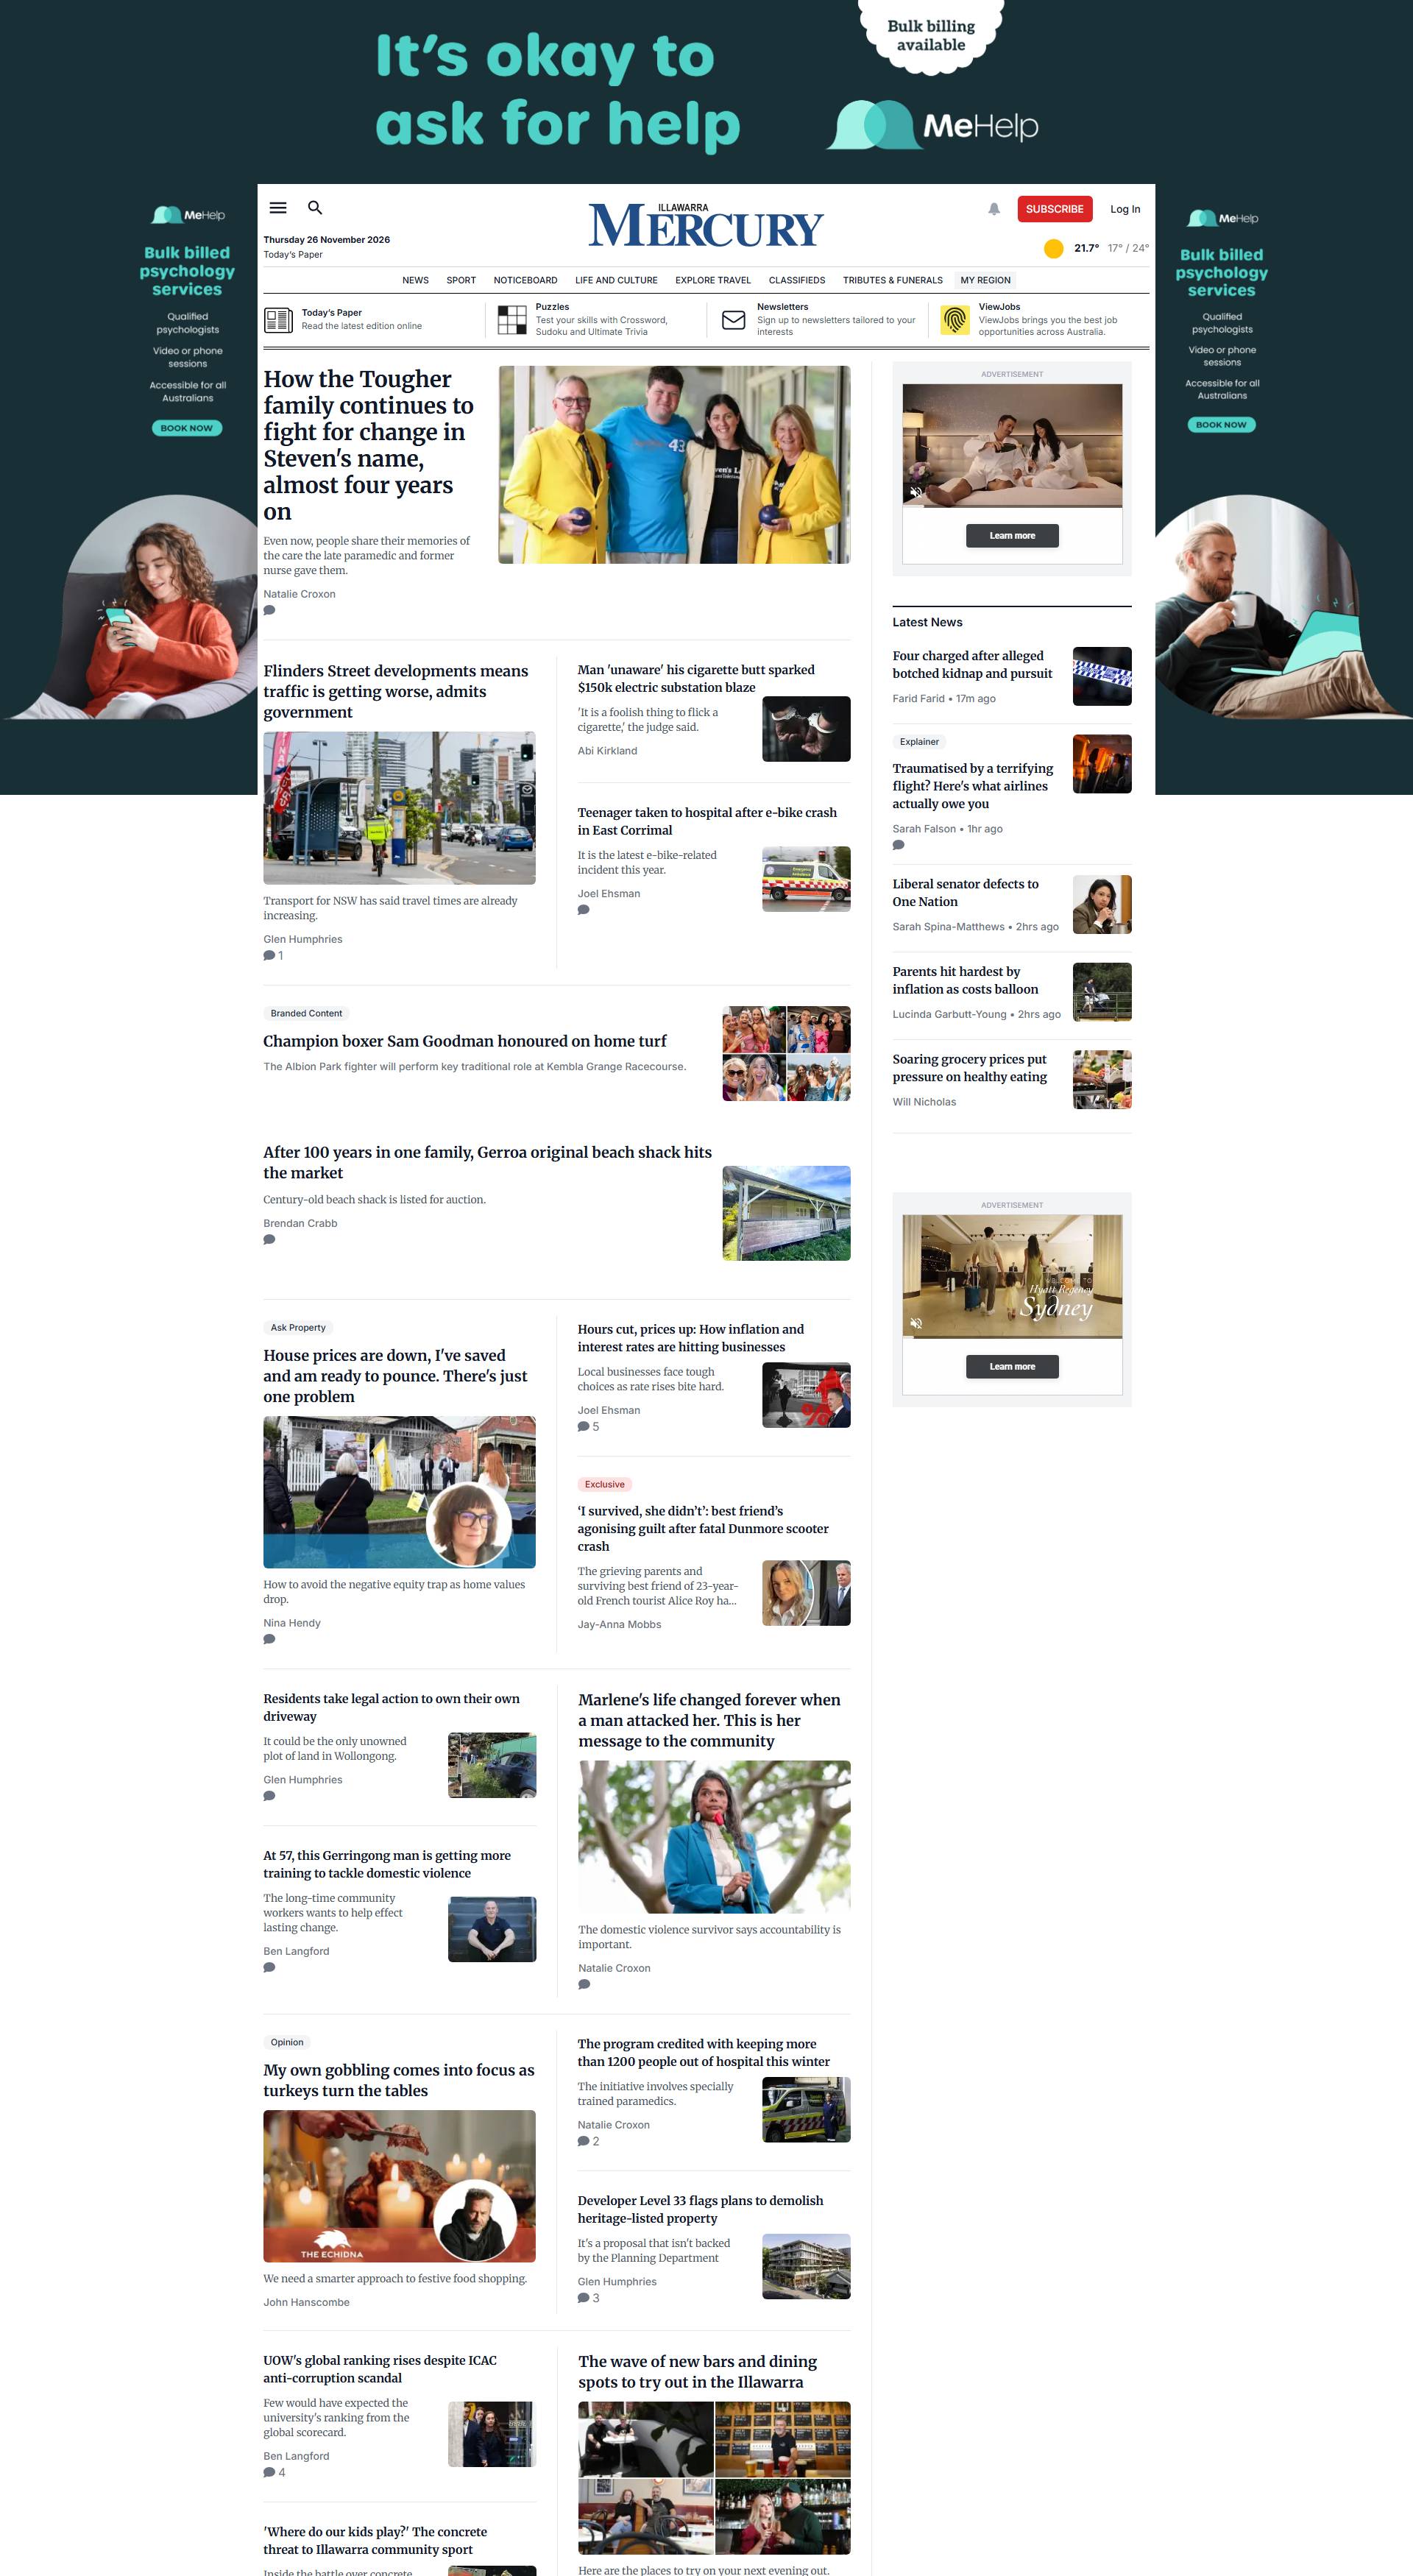 It's okay to
ask for help
Bulk billing
available
MeHelp
MeHelp
Bulk billed
psychology
services
Qualified
psychologists
Video or phone
sessions
Accessible for all
Australians
BOOK NOW
MeHelp
Bulk billed
psychology
services
Qualified
psychologists
Video or phone
sessions
Accessible for all
Australians
BOOK NOW
ILLAWARRA
MERCURY
SUBSCRIBE
Log In
Thursday 26 November 2026
Today's Paper
21.7° 17° / 24°
NEWS SPORT NOTICEBOARD LIFE AND CULTURE EXPLORE TRAVEL CLASSIFIEDS TRIBUTES & FUNERALS MY REGION
Today's Paper
Read the latest edition online
Puzzles
Test your skills with Crossword,
Sudoku and Ultimate Trivia
Newsletters
Sign up to newsletters tailored to your
interests
ViewJobs
ViewJobs brings you the best job
opportunities across Australia.
How the Tougher
family continues to
fight for change in
Steven's name,
almost four years
on
Even now, people share their memories of
the care the late paramedic and former
nurse gave them.
Natalie Croxon
43
Flinders Street developments means
traffic is getting worse, admits
government
Transport for NSW has said travel times are already
increasing.
Glen Humphries
1
Man 'unaware' his cigarette butt sparked
$150k electric substation blaze
'It is a foolish thing to flick a
cigarette,' the judge said.
Abi Kirkland
Teenager taken to hospital after e-bike crash
in East Corrimal
It is the latest e-bike-related
incident this year.
Joel Ehsman
Branded Content
Champion boxer Sam Goodman honoured on home turf
The Albion Park fighter will perform key traditional role at Kembla Grange Racecourse.
After 100 years in one family, Gerroa original beach shack hits
the market
Century-old beach shack is listed for auction.
Brendan Crabb
Ask Property
House prices are down, I've saved
and am ready to pounce. There's just
one problem
How to avoid the negative equity trap as home values
drop.
Nina Hendy
Hours cut, prices up: How inflation and
interest rates are hitting businesses
Local businesses face tough
choices as rate rises bite hard.
Joel Ehsman
5
%
Exclusive
‘I survived, she didn’t’: best friend’s
agonising guilt after fatal Dunmore scooter
crash
The grieving parents and
surviving best friend of 23-year-
old French tourist Alice Roy ha...
Jay-Anna Mobbs
Residents take legal action to own their own
driveway
It could be the only unowned
plot of land in Wollongong.
Glen Humphries
At 57, this Gerringong man is getting more
training to tackle domestic violence
The long-time community
workers wants to help effect
lasting change.
Ben Langford
Marlene's life changed forever when
a man attacked her. This is her
message to the community
The domestic violence survivor says accountability is
important.
Natalie Croxon
Opinion
My own gobbling comes into focus as
turkeys turn the tables
THE ECHIDNA
We need a smarter approach to festive food shopping.
John Hanscombe
The program credited with keeping more
than 1200 people out of hospital this winter
The initiative involves specially
trained paramedics.
Natalie Croxon
2
Developer Level 33 flags plans to demolish
heritage-listed property
It's a proposal that isn't backed
by the Planning Department
Glen Humphries
3
UOW's global ranking rises despite ICAC
anti-corruption scandal
Few would have expected the
university's ranking from the
global scorecard.
Ben Langford
4
'Where do our kids play?' The concrete
threat to Illawarra community sport
Inside the battle over concrete
The wave of new bars and dining
spots to try out in the Illawarra
Here are the places to try on your next evening out.
ADVERTISEMENT
Learn more
Latest News
Four charged after alleged
botched kidnap and pursuit
Farid Farid • 17m ago
Explainer
Traumatised by a terrifying
flight? Here's what airlines
actually owe you
Sarah Falson • 1hr ago
Liberal senator defects to
One Nation
Sarah Spina-Matthews • 2hrs ago
Parents hit hardest by
inflation as costs balloon
Lucinda Garbutt-Young • 2hrs ago
Soaring grocery prices put
pressure on healthy eating
Will Nicholas
ADVERTISEMENT
WELCOME TO
Hyatt Regency
Sydney
Learn more